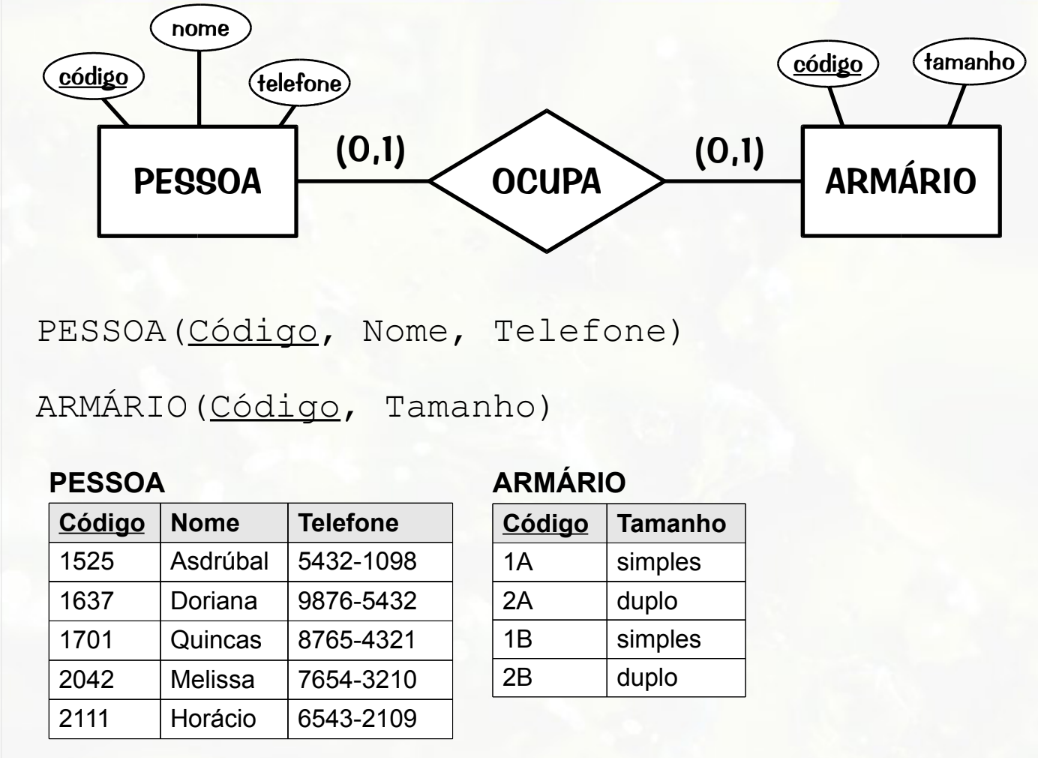 nome
código
telefone
código
tamanho
PESSOA
(0,1)
OCUPA
(0,1)
ARMÁRIO
PESSOA(Código, Nome, Telefone)
ARMÁRIO(Código, Tamanho)
PESSOA
Código Nome Telefone
1525 Asdrúbal 5432-1098
1637 Doriana 9876-5432
1701 Quincas 8765-4321
2042 Melissa 7654-3210
2111 Horácio 6543-2109
ARMÁRIO
Código Tamanho
1A simples
2A duplo
1B simples
2B duplo